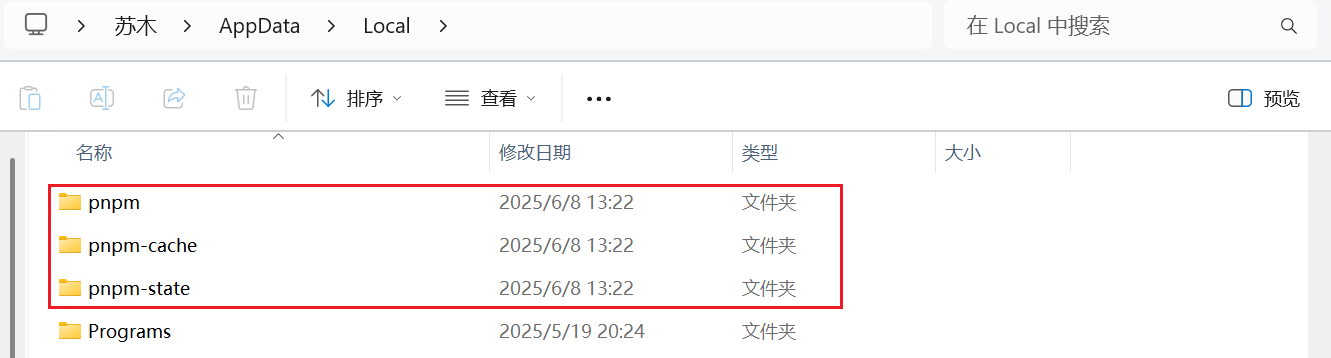 苏木 AppData Local 在 Local 中搜索
排序 查看 预览
名称 修改日期 类型 大小
pnpm 2025/6/8 13:22 文件夹
pnpm-cache 2025/6/8 13:22 文件夹
pnpm-state 2025/6/8 13:22 文件夹
Programs 2025/5/19 20:24 文件夹